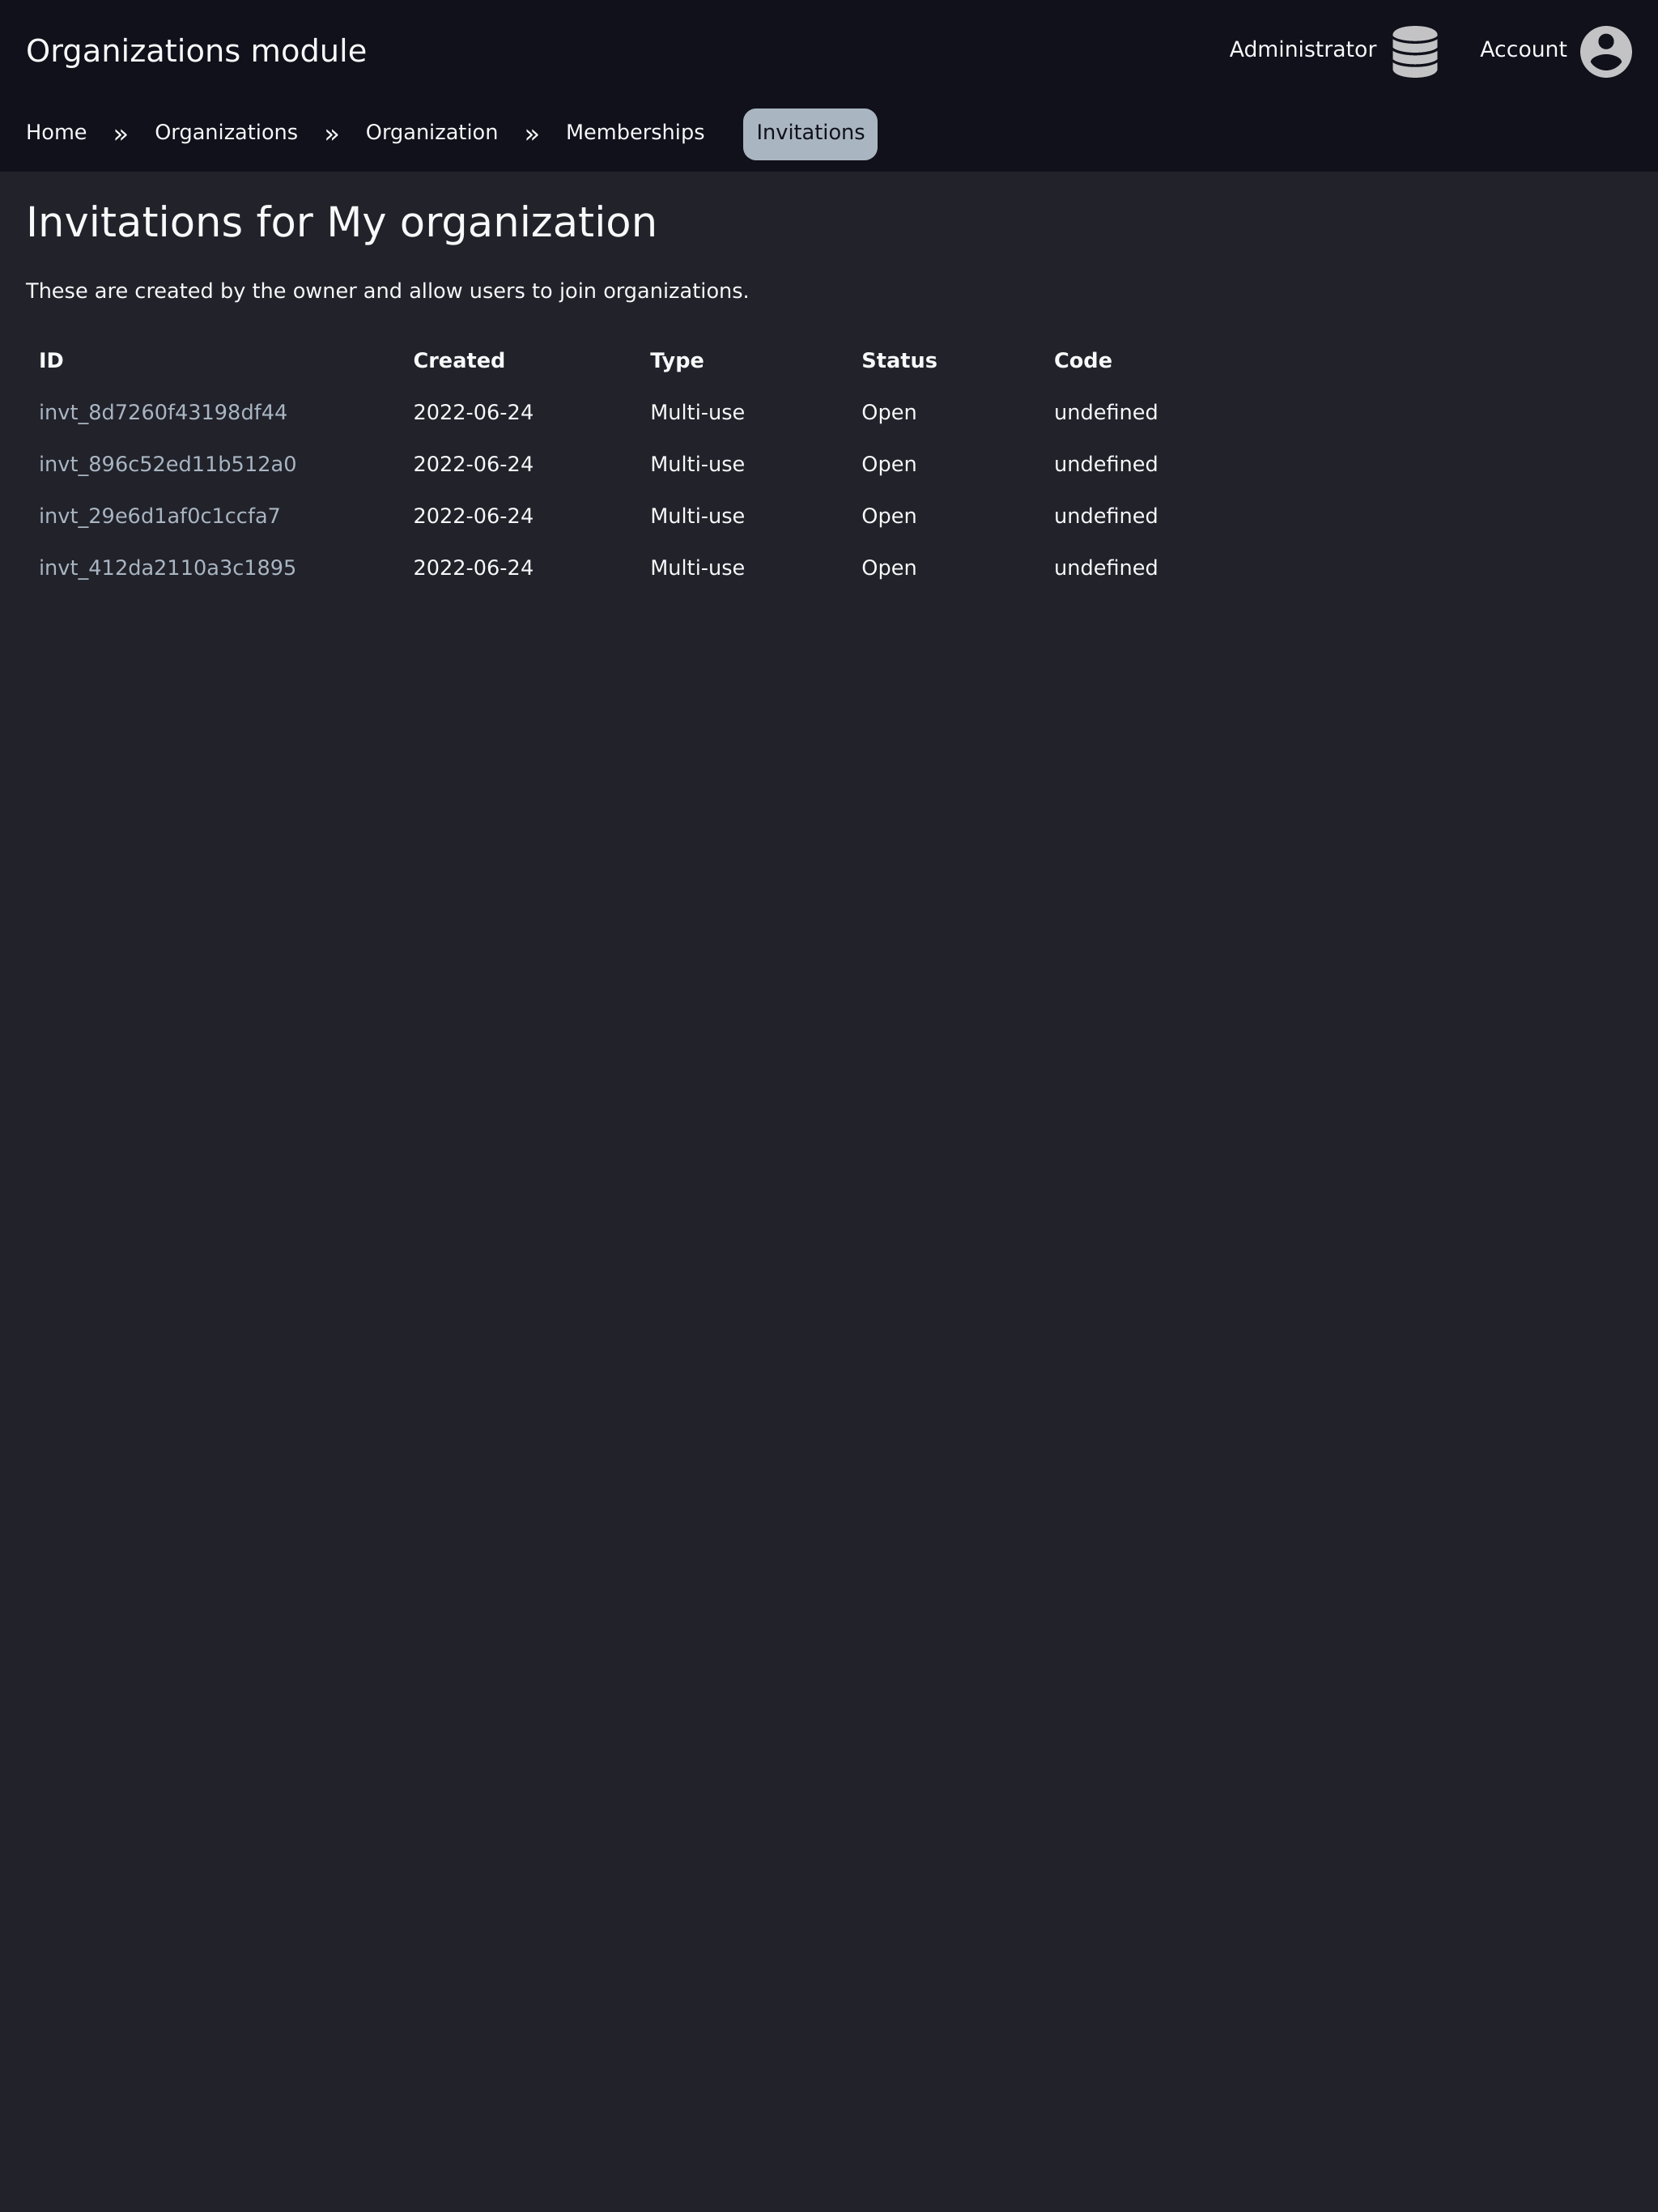 Organizations module
Administrator
Account
Home » Organizations » Organization » Memberships Invitations
Invitations for My organization
These are created by the owner and allow users to join organizations.
ID Created Type Status Code
invt_8d7260f43198df44 2022-06-24 Multi-use Open undefined
invt_896c52ed11b512a0 2022-06-24 Multi-use Open undefined
invt_29e6d1af0c1ccfa7 2022-06-24 Multi-use Open undefined
invt_412da2110a3c1895 2022-06-24 Multi-use Open undefined